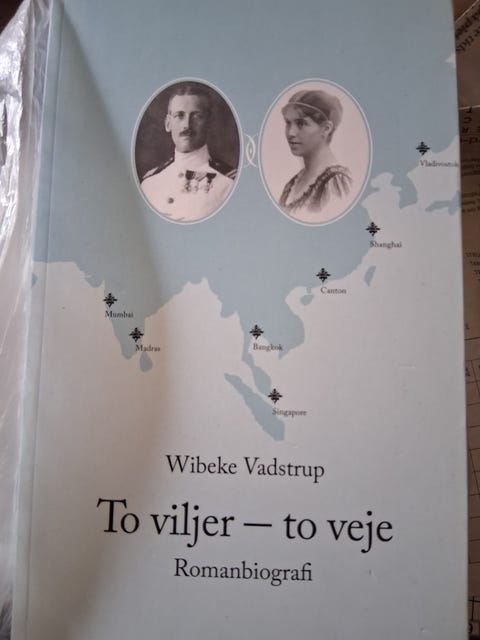 Vladivostok
Shanghai
Canton
Mumbai
Madras
Bangkok
Singapore
Wibeke Vadstrup
To viljer – to veje
Romanbiografi